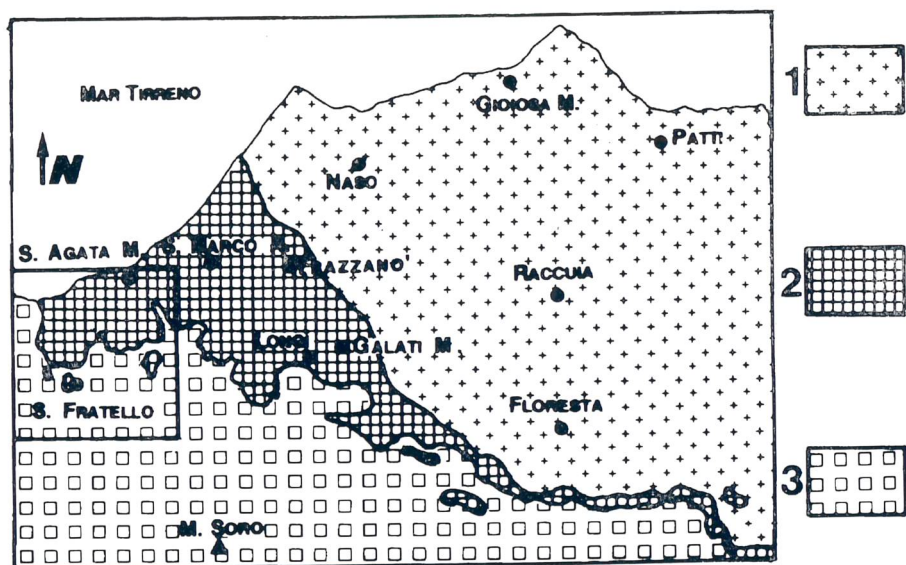 MAR TIRRENO
N
GIOIOSA M.
PATTI
NASO
S. AGATA M.
S. MARCO
RACCUIA
LONGI
GALATI M.
S. FRATELLO
FLORESTA
M. SORO
1
2
3